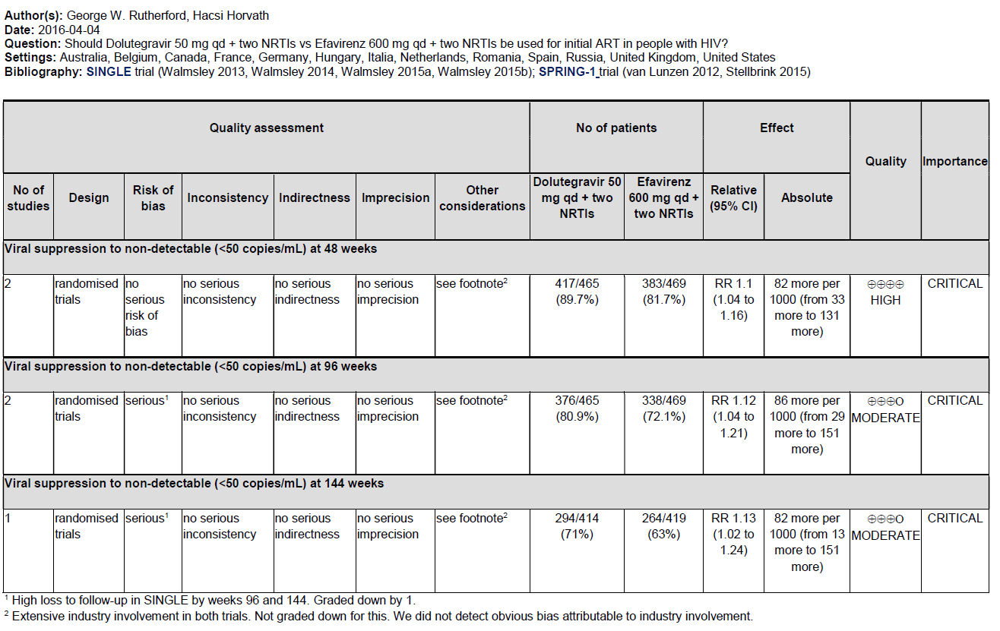 Author(s): George W. Rutherford, Hacsi Horvath
Date: 2016-04-04
Question: Should Dolutegravir 50 mg qd + two NRTIs vs Efavirenz 600 mg qd + two NRTIs be used for initial ART in people with HIV?
Settings: Australia, Belgium, Canada, France, Germany, Hungary, Italia, Netherlands, Romania, Spain, Russia, United Kingdom, United States
Bibliography: SINGLE trial (Walmsley 2013, Walmsley 2014, Walmsley 2015a, Walmsley 2015b); SPRING-1 trial (van Lunzen 2012, Stellbrink 2015)
Quality assessment
No of patients
Effect
Quality
Importance
No of
studies
Design
Risk of
bias
Inconsistency
Indirectness
Imprecision
Other
considerations
Dolutegravir 50
mg qd + two
NRTIs
Efavirenz
600 mg qd +
two NRTIs
Relative
(95% CI)
Absolute
Viral suppression to non-detectable (<50 copies/mL) at 48 weeks
2
randomised
trials
no
serious
risk of
bias
no serious
inconsistency
no serious
indirectness
no serious
imprecision
see footnote²
417/465
(89.7%)
383/469
(81.7%)
RR 1.1
(1.04 to
1.16)
82 more per
1000 (from 33
more to 131
more)
⊕⊕⊕⊕
HIGH
CRITICAL
Viral suppression to non-detectable (<50 copies/mL) at 96 weeks
2
randomised
trials
serious¹
no serious
inconsistency
no serious
indirectness
no serious
imprecision
see footnote²
376/465
(80.9%)
338/469
(72.1%)
RR 1.12
(1.04 to
1.21)
86 more per
1000 (from 29
more to 151
more)
⊕⊕⊕O
MODERATE
CRITICAL
Viral suppression to non-detectable (<50 copies/mL) at 144 weeks
1
randomised
trials
serious¹
no serious
inconsistency
no serious
indirectness
no serious
imprecision
see footnote²
294/414
(71%)
264/419
(63%)
RR 1.13
(1.02 to
1.24)
82 more per
1000 (from 13
more to 151
more)
⊕⊕⊕O
MODERATE
CRITICAL
¹ High loss to follow-up in SINGLE by weeks 96 and 144. Graded down by 1.
² Extensive industry involvement in both trials. Not graded down for this. We did not detect obvious bias attributable to industry involvement.